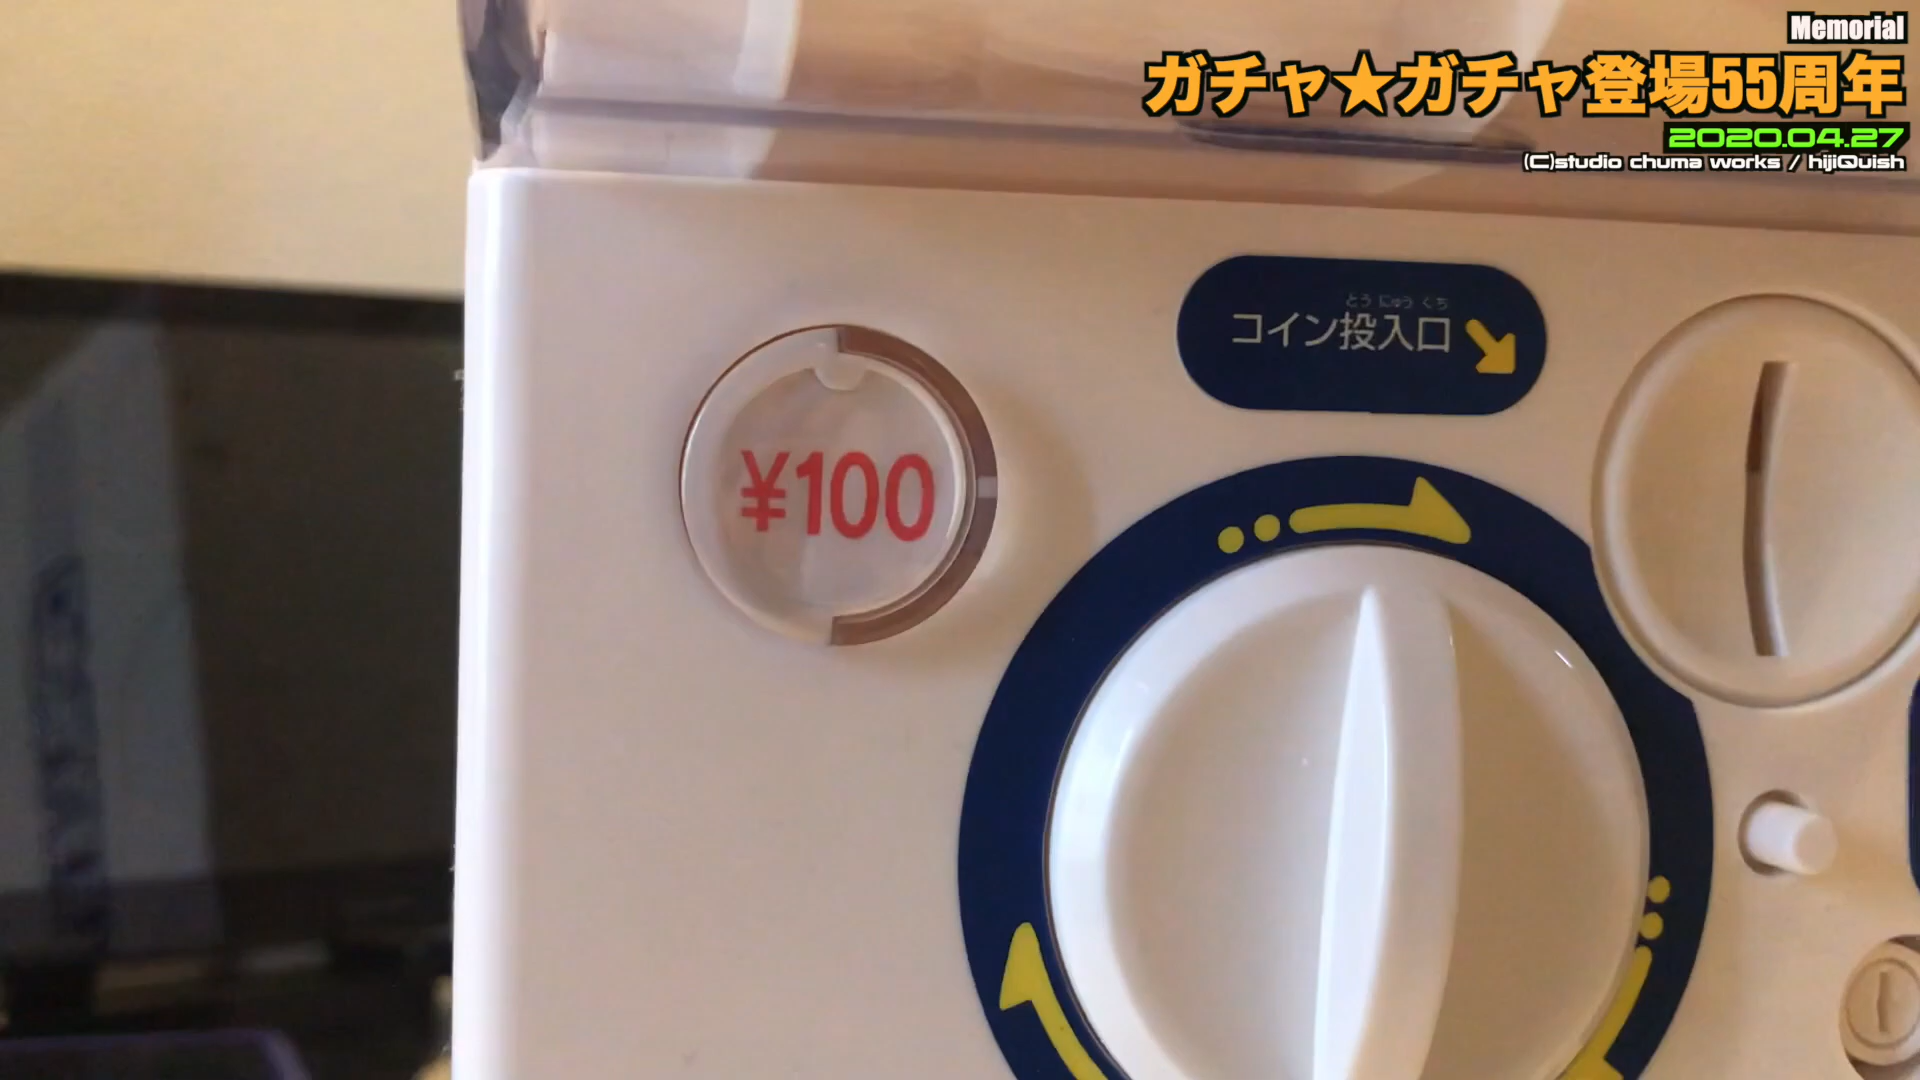 Memorial
ガチャ★ガチャ登場55周年
2020.04.27
(C)studio chuma works / hijiQuish
とう にゅう くち
コイン投入口
¥100